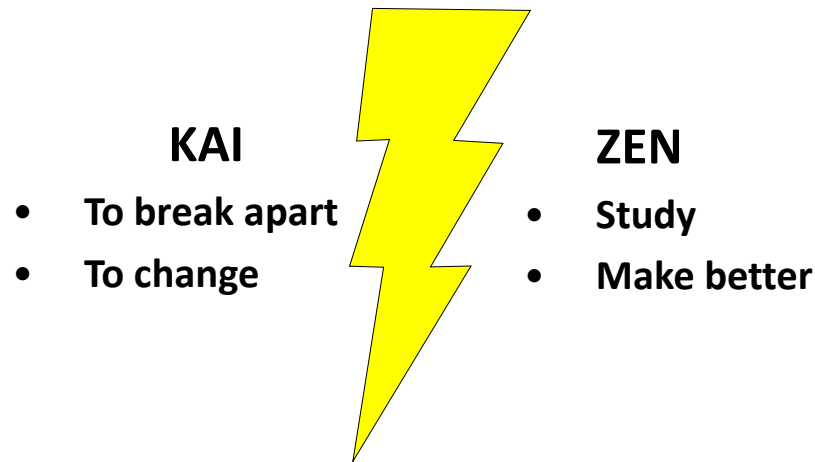 KAI
• To break apart
• To change
ZEN
• Study
• Make better